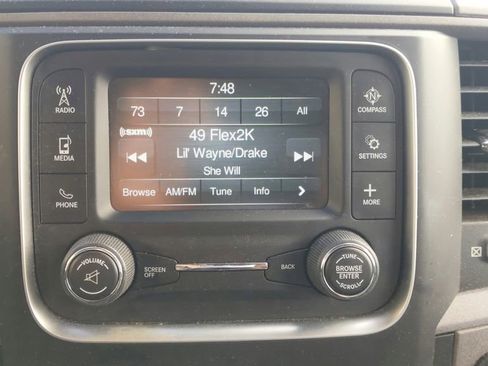 7:48
73 7 14 26 All
((sxm))
49 Flex2K
Lil' Wayne/Drake
She Will
Browse AM/FM Tune Info
RADIO
MEDIA
PHONE
N
COMPASS
SETTINGS
MORE
VOLUME
SCREEN
OFF
BACK
TUNE
BROWSE
ENTER
SCROLL